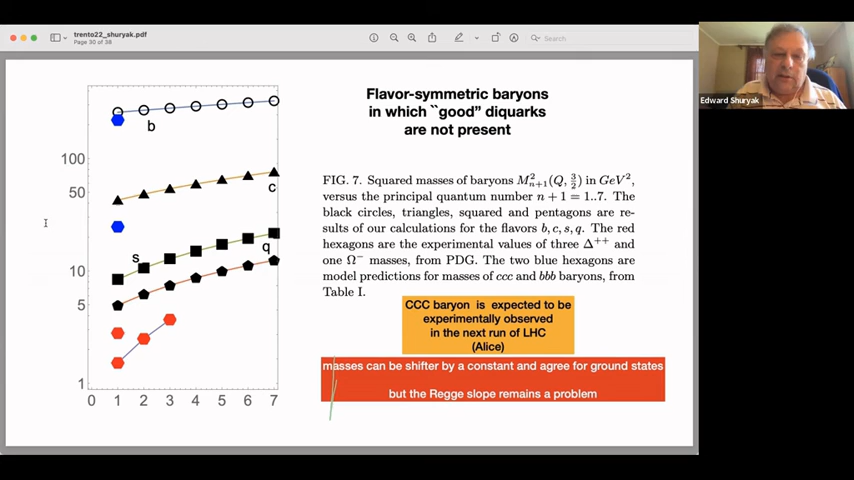 trento22_shuryak.pdf
Page 30 of 38
Search
Edward Shuryak
Flavor-symmetric baryons
in which ``good'' diquarks
are not present
b
100
c
50
s
q
10
5
1
0 1 2 3 4 5 6 7
FIG. 7. Squared masses of baryons M²ₙ₊₁(Q, 3/2) in GeV²,
versus the principal quantum number n + 1 = 1..7. The
black circles, triangles, squared and pentagons are re-
sults of our calculations for the flavors b, c, s, q. The red
hexagons are the experimental values of three Δ⁺⁺ and
one Ω⁻ masses, from PDG. The two blue hexagons are
model predictions for masses of ccc and bbb baryons, from
Table I.
CCC baryon is expected to be
experimentally observed
in the next run of LHC
(Alice)
masses can be shifter by a constant and agree for ground states
but the Regge slope remains a problem